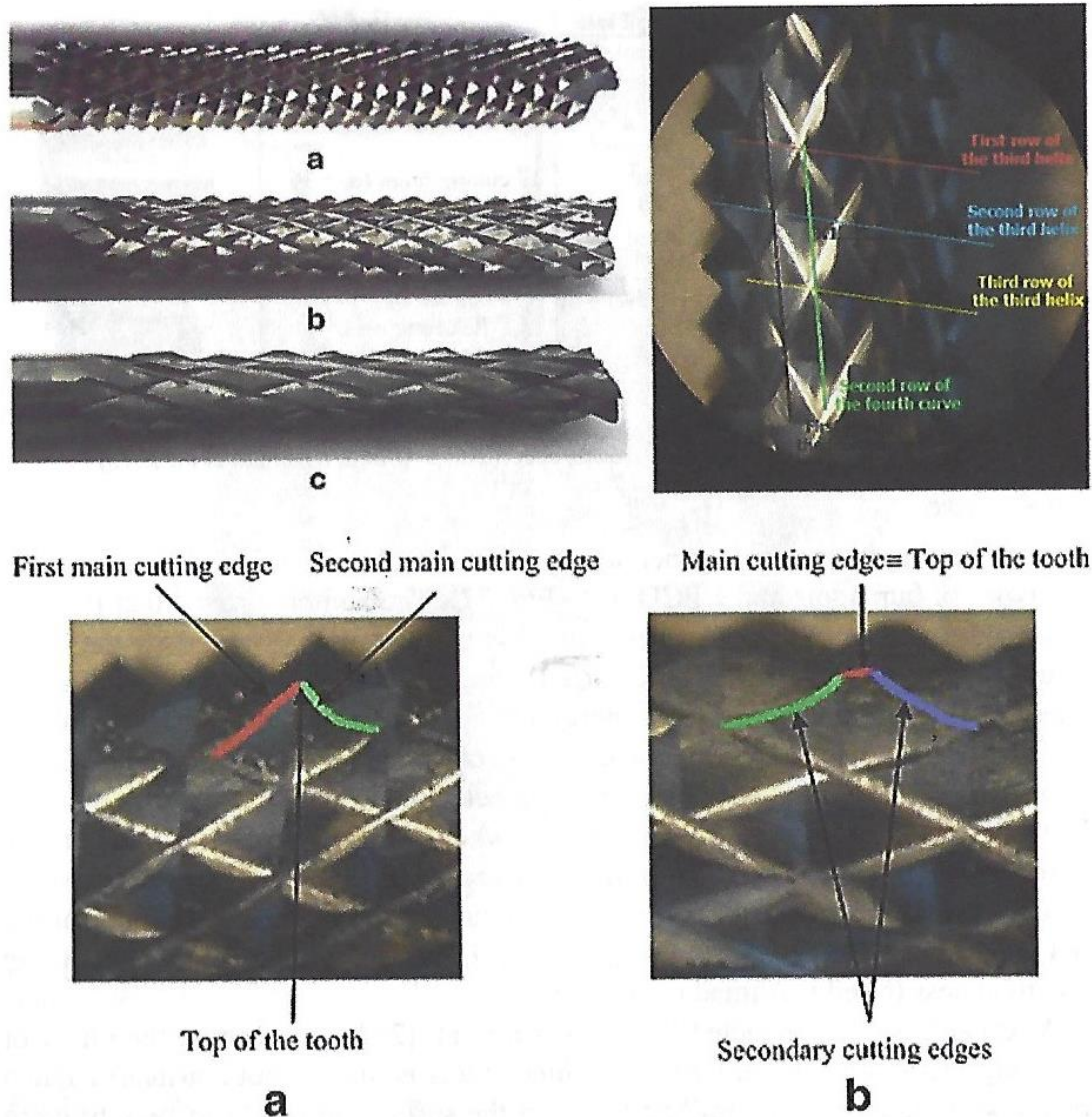 a
b
c
First row of
the third helix
Second row of
the third helix
Third row of
the third helix
Second row of
the fourth curve
First main cutting edge
Second main cutting edge
Top of the tooth
a
Main cutting edge≡ Top of the tooth
Secondary cutting edges
b